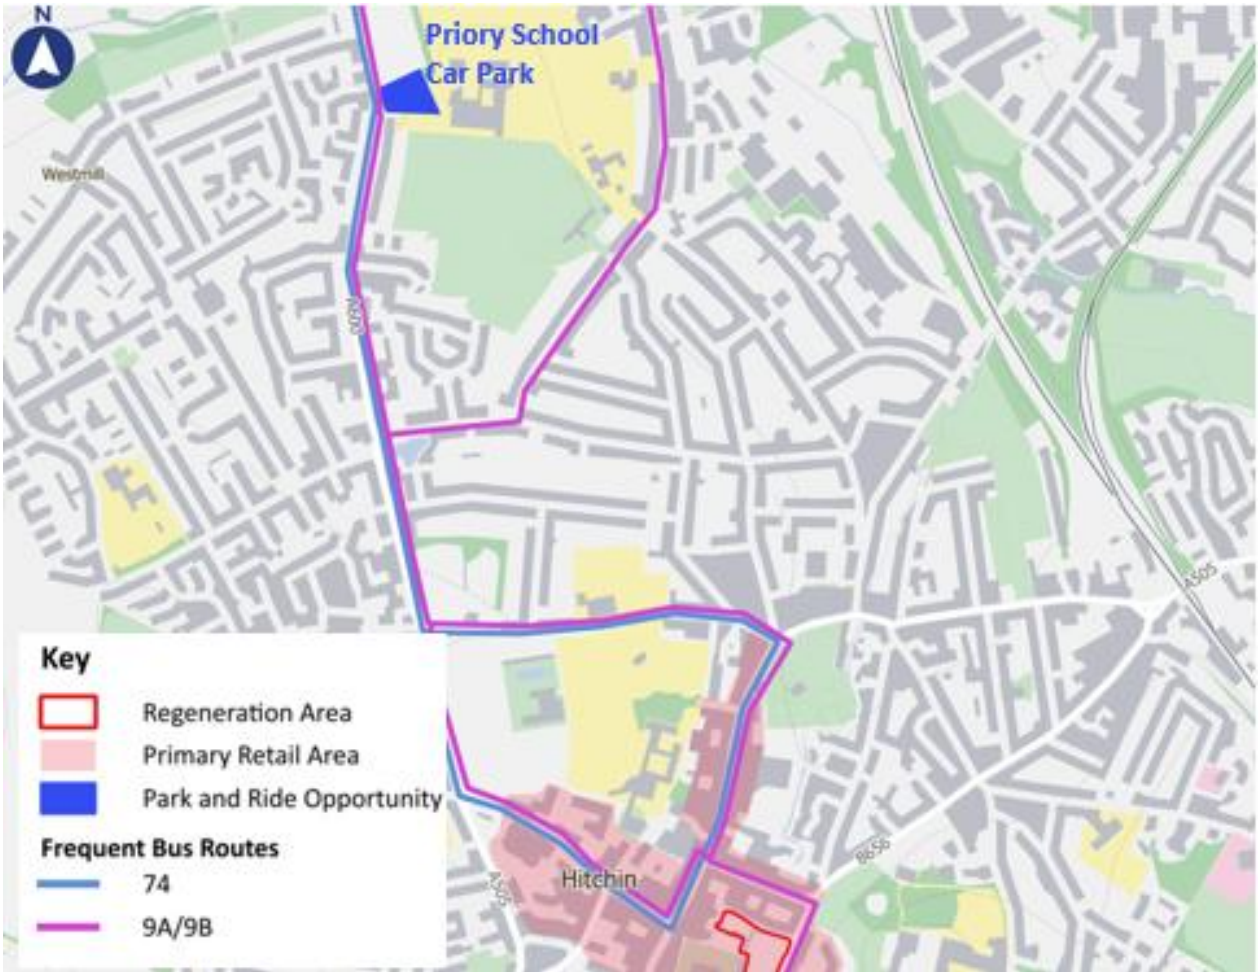 N
Priory School
Car Park
Westmill
A600
A505
Key
Regeneration Area
Primary Retail Area
Park and Ride Opportunity
Frequent Bus Routes
74
9A/9B
Hitchin
A505
B656